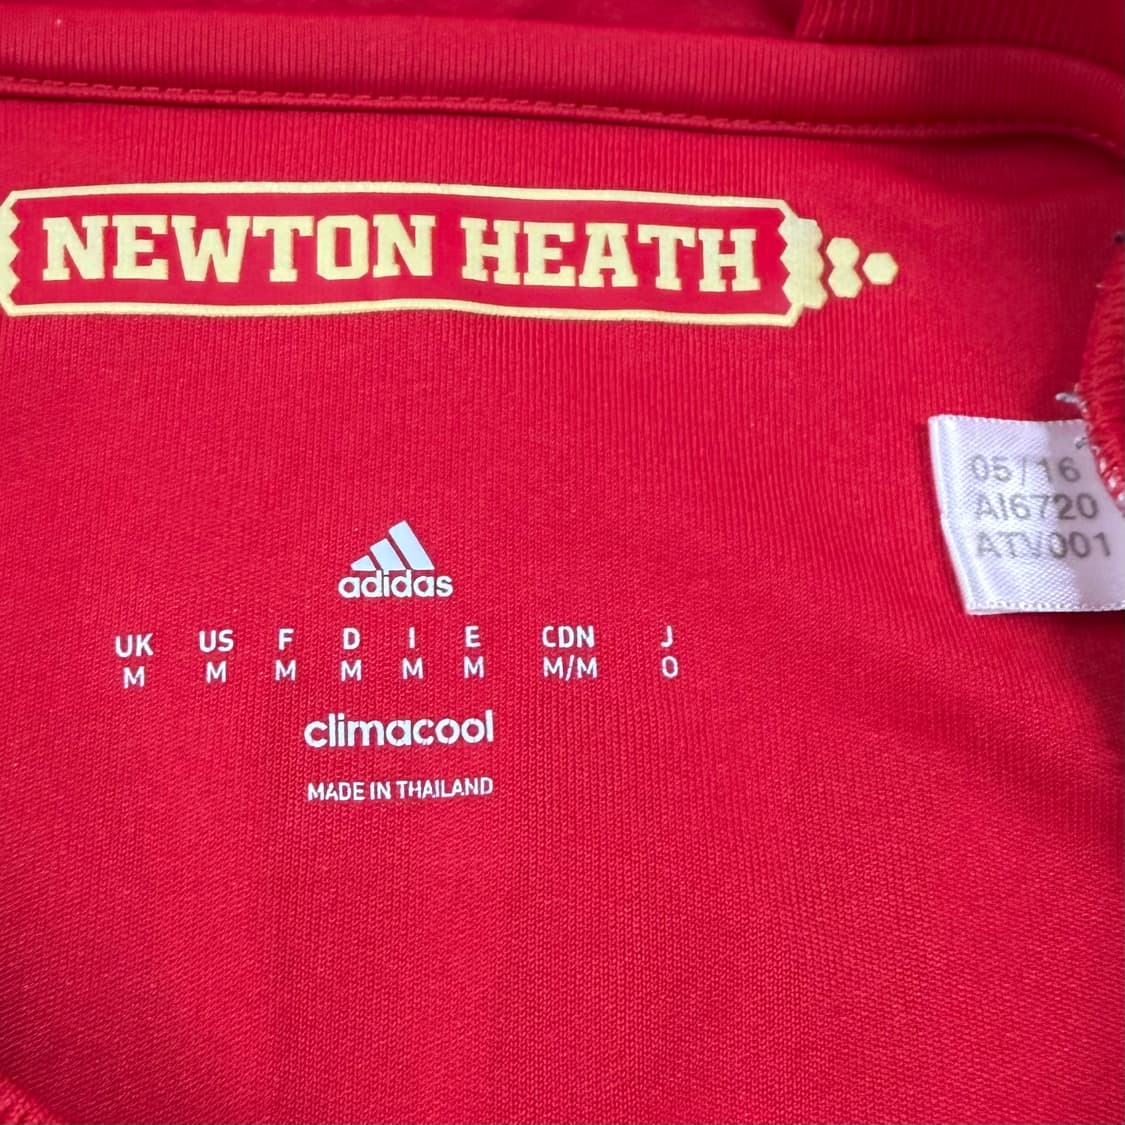 NEWTON HEATH
05/16
AI6720
ATV001
adidas
UK US F D I E CDN J
M M M M M M M/M O
climacool
MADE IN THAILAND